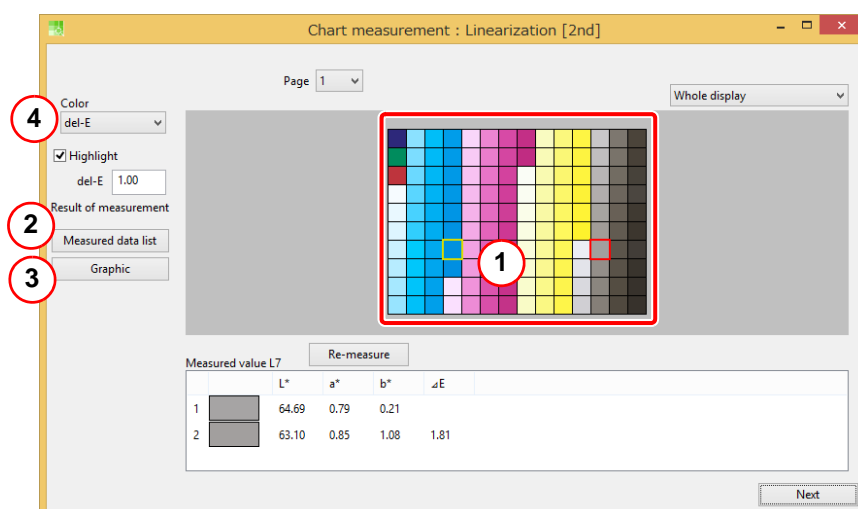 Chart measurement : Linearization [2nd]
Page 1
Whole display
Color
4
del-E
Highlight
del-E 1.00
Result of measurement
2
Measured data list
3
Graphic
1
Measured value L7
Re-measure
L* a* b* ⊿E
1 64.69 0.79 0.21
2 63.10 0.85 1.08 1.81
Next